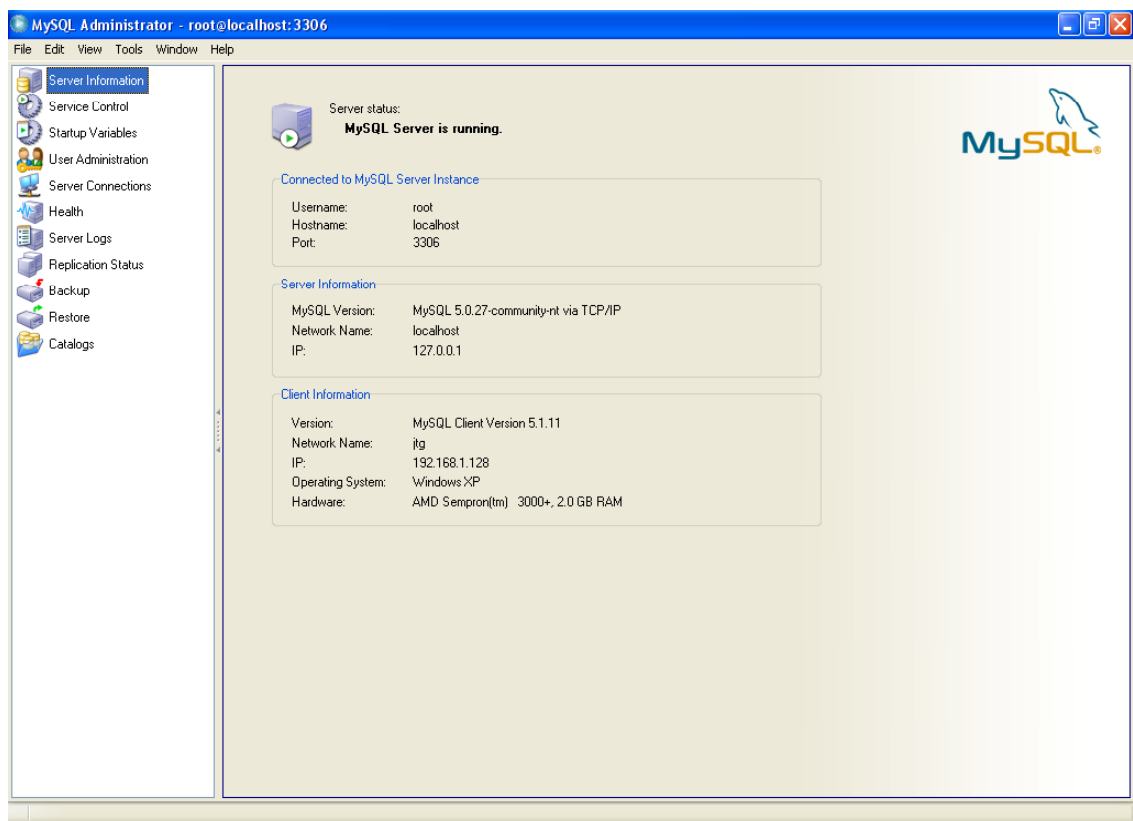 MySQL Administrator - root@localhost:3306
File Edit View Tools Window Help
Server Information
Service Control
Startup Variables
User Administration
Server Connections
Health
Server Logs
Replication Status
Backup
Restore
Catalogs
Server status:
MySQL Server is running.
MySQL®
Connected to MySQL Server Instance
Username: root
Hostname: localhost
Port: 3306
Server Information
MySQL Version: MySQL 5.0.27-community-nt via TCP/IP
Network Name: localhost
IP: 127.0.0.1
Client Information
Version: MySQL Client Version 5.1.11
Network Name: jtg
IP: 192.168.1.128
Operating System: Windows XP
Hardware: AMD Sempron(tm) 3000+, 2.0 GB RAM